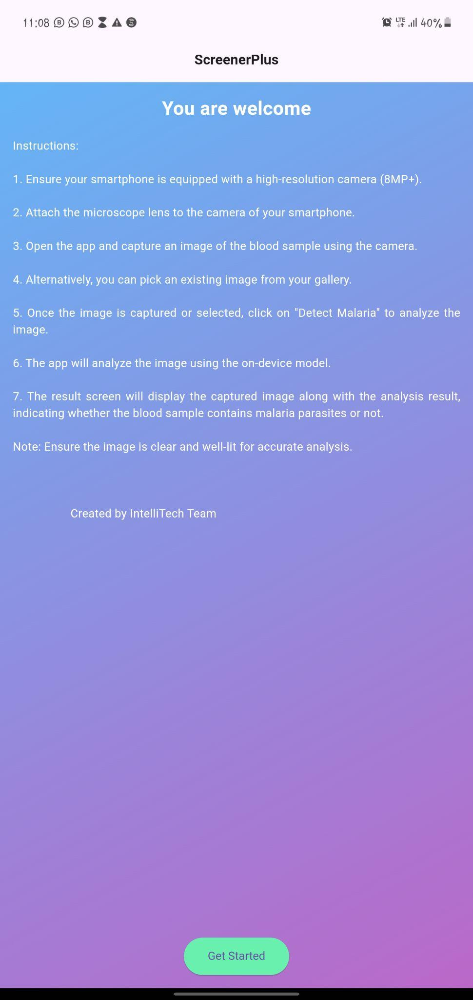 11:08
LTE
40%
ScreenerPlus
You are welcome
Instructions:
1. Ensure your smartphone is equipped with a high-resolution camera (8MP+).
2. Attach the microscope lens to the camera of your smartphone.
3. Open the app and capture an image of the blood sample using the camera.
4. Alternatively, you can pick an existing image from your gallery.
5. Once the image is captured or selected, click on "Detect Malaria" to analyze the
image.
6. The app will analyze the image using the on-device model.
7. The result screen will display the captured image along with the analysis result,
indicating whether the blood sample contains malaria parasites or not.
Note: Ensure the image is clear and well-lit for accurate analysis.
Created by IntelliTech Team
Get Started